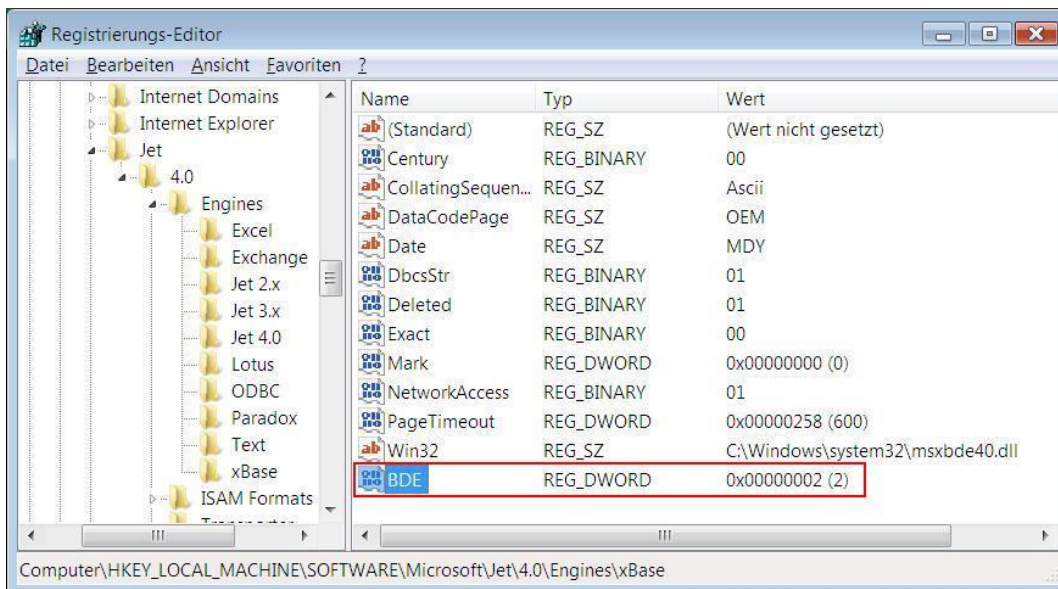 Registrierungs-Editor
Datei Bearbeiten Ansicht Favoriten ?
Internet Domains
Internet Explorer
Jet
4.0
Engines
Excel
Exchange
Jet 2.x
Jet 3.x
Jet 4.0
Lotus
ODBC
Paradox
Text
xBase
ISAM Formats
Name Typ Wert
(Standard) REG_SZ (Wert nicht gesetzt)
Century REG_BINARY 00
CollatingSequen... REG_SZ Ascii
DataCodePage REG_SZ OEM
Date REG_SZ MDY
DbcsStr REG_BINARY 01
Deleted REG_BINARY 01
Exact REG_BINARY 00
Mark REG_DWORD 0x00000000 (0)
NetworkAccess REG_BINARY 01
PageTimeout REG_DWORD 0x00000258 (600)
Win32 REG_SZ C:\Windows\system32\msxbde40.dll
BDE REG_DWORD 0x00000002 (2)
Computer\HKEY_LOCAL_MACHINE\SOFTWARE\Microsoft\Jet\4.0\Engines\xBase